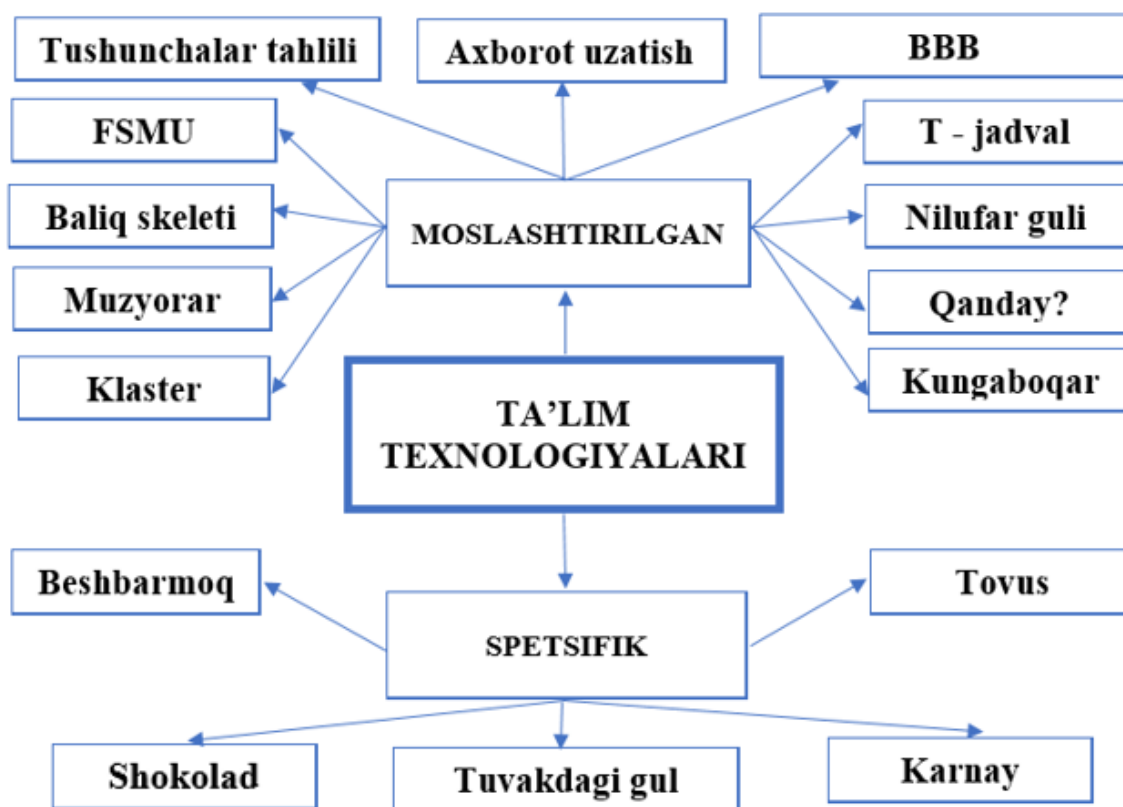 Tushunchalar tahlili
Axborot uzatish
BBB
FSMU
T - jadval
Baliq skeleti
MOSLASHTIRILGAN
Nilufar guli
Muzyorar
Qanday?
Klaster
Kungaboqar
TA’LIM
TEXNOLOGIYALARI
Beshbarmoq
Tovus
SPETSIFIK
Shokolad
Tuvakdagi gul
Karnay